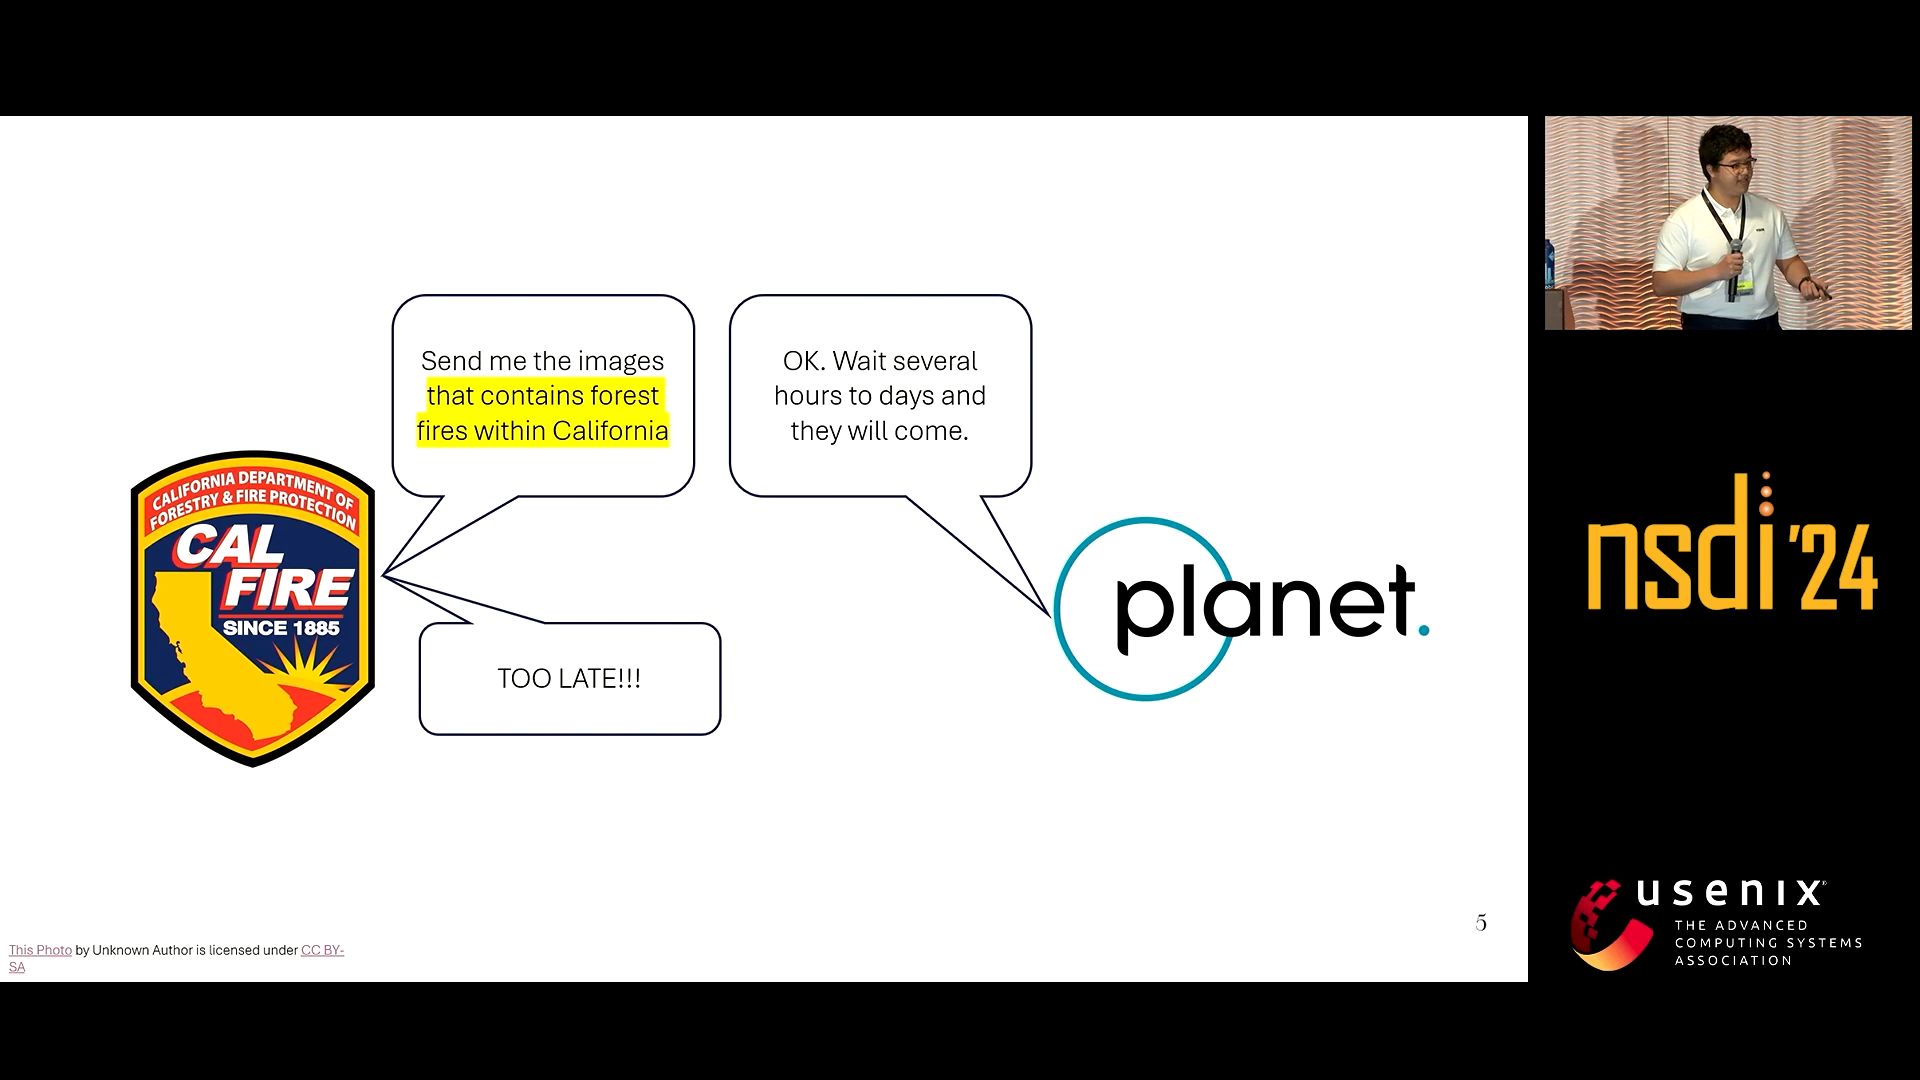 Send me the images
that contains forest
fires within California
OK. Wait several
hours to days and
they will come.
CALIFORNIA DEPARTMENT OF
FORESTRY & FIRE PROTECTION
CAL
FIRE
SINCE 1885
TOO LATE!!!
planet.
5
This Photo by Unknown Author is licensed under CC BY-
SA
nsdi '24
usenix®
THE ADVANCED
COMPUTING SYSTEMS
ASSOCIATION